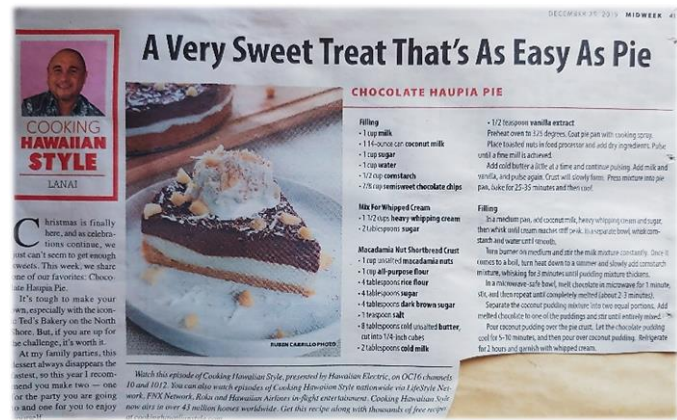 DECEMBER 25, 2019 MIDWEEK
A Very Sweet Treat That's As Easy As Pie
COOKING
HAWAIIAN
STYLE
LANAI
Christmas is finally
here, and as celebra-
tions continue, we
just can't seem to get enough
sweets. This week, we share
one of our favorites: Choco-
late Haupia Pie.
It's tough to make your
own, especially with the icon-
ic Ted's Bakery on the North
Shore. But, if you are up for
the challenge, it's worth it.
At my family parties, this
dessert always disappears the
fastest, so this year I recom-
mend you make two — one
for the party you are going
to and one for you to enjoy
RUBEN CARRILLO PHOTO
CHOCOLATE HAUPIA PIE
Filling
• 1 cup milk
• 1 14-ounce can coconut milk
• 1 cup sugar
• 1 cup water
• 1/2 cup cornstarch
• 7/8 cup semisweet chocolate chips
Mix For Whipped Cream
• 1 1/2 cups heavy whipping cream
• 2 tablespoons sugar
Macadamia Nut Shortbread Crust
• 1 cup unsalted macadamia nuts
• 1 cup all-purpose flour
• 4 tablespoons rice flour
• 4 tablespoons sugar
• 4 tablespoons dark brown sugar
• 1 teaspoon salt
• 8 tablespoons cold unsalted butter,
cut into 1/4-inch cubes
• 2 tablespoons cold milk
• 1/2 teaspoon vanilla extract
Preheat oven to 325 degrees. Coat pie pan with cooking spray.
Place toasted nuts in food processor and add dry ingredients. Pulse
until a fine mill is achieved.
Add cold butter a little at a time and continue pulsing. Add milk and
vanilla, and pulse again. Crust will slowly form. Press mixture into pie
pan, bake for 25-35 minutes and then cool.
Filling
In a medium pan, add coconut milk, heavy whipping cream and sugar,
then whisk until cream reaches stiff peak. In a separate bowl, whisk corn-
starch and water until smooth.
Turn burner on medium and stir the milk mixture constantly. Once it
comes to a boil, turn heat down to a simmer and slowly add cornstarch
mixture, whisking for 3 minutes until pudding mixture thickens.
In a microwave-safe bowl, melt chocolate in microwave for 1 minute,
stir, and then repeat until completely melted (about 2-3 minutes).
Separate the coconut pudding mixture into two equal portions. Add
melted chocolate to one of the puddings and stir until entirely mixed.
Pour coconut pudding over the pie crust. Let the chocolate pudding
cool for 5-10 minutes, and then pour over coconut pudding. Refrigerate
for 2 hours and garnish with whipped cream.
Watch this episode of Cooking Hawaiian Style, presented by Hawaiian Electric, on OC16 channels
10 and 1012. You can also watch episodes of Cooking Hawaiian Style nationwide via LifeStyle Net-
work, FNX Network, Roku and Hawaiian Airlines in-flight entertainment. Cooking Hawaiian Style
now airs in over 43 million homes worldwide. Get this recipe along with thousands of free recipes